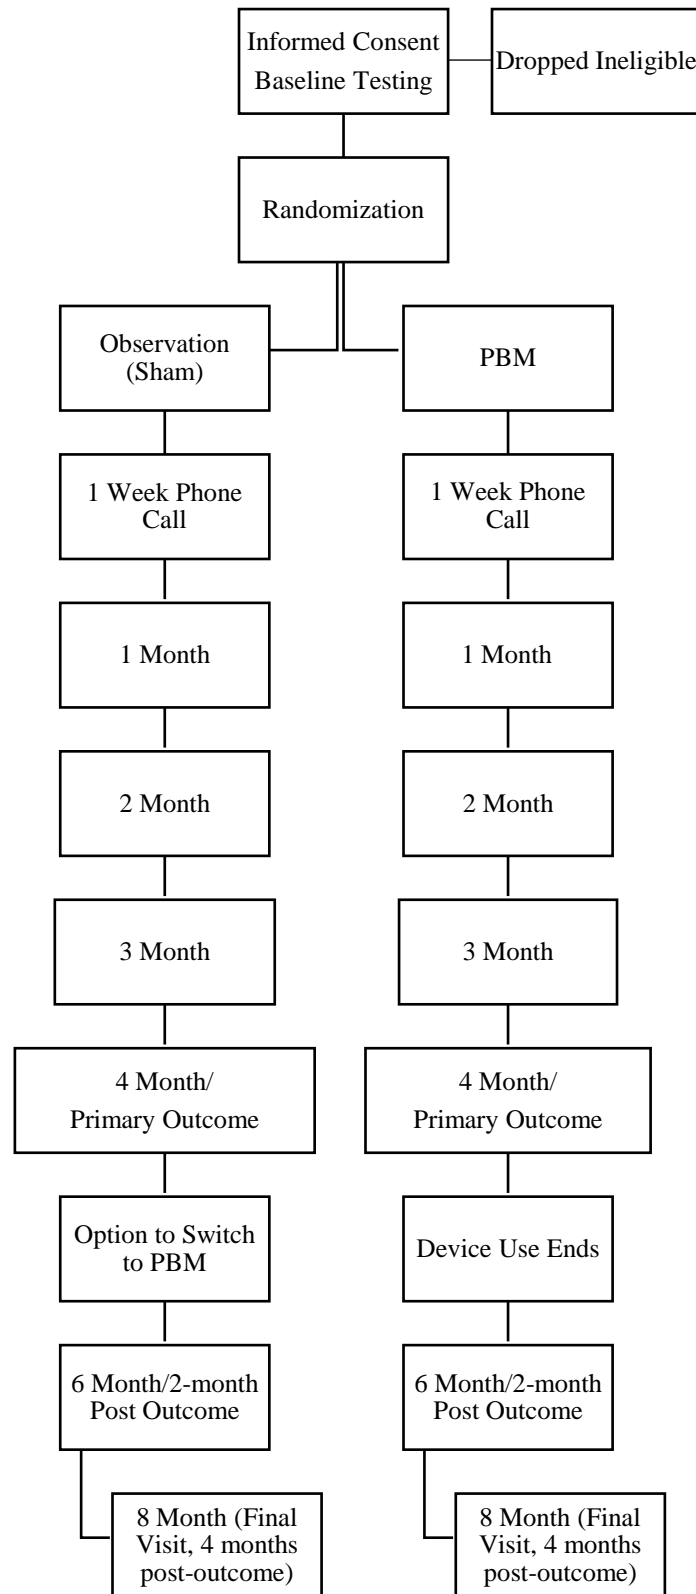 Informed Consent
Baseline Testing
Dropped Ineligible
Randomization
Observation
(Sham)
PBM
1 Week Phone
Call
1 Week Phone
Call
1 Month
1 Month
2 Month
2 Month
3 Month
3 Month
4 Month/
Primary Outcome
4 Month/
Primary Outcome
Option to Switch
to PBM
Device Use Ends
6 Month/2-month
Post Outcome
6 Month/2-month
Post Outcome
8 Month (Final
Visit, 4 months
post-outcome)
8 Month (Final
Visit, 4 months
post-outcome)